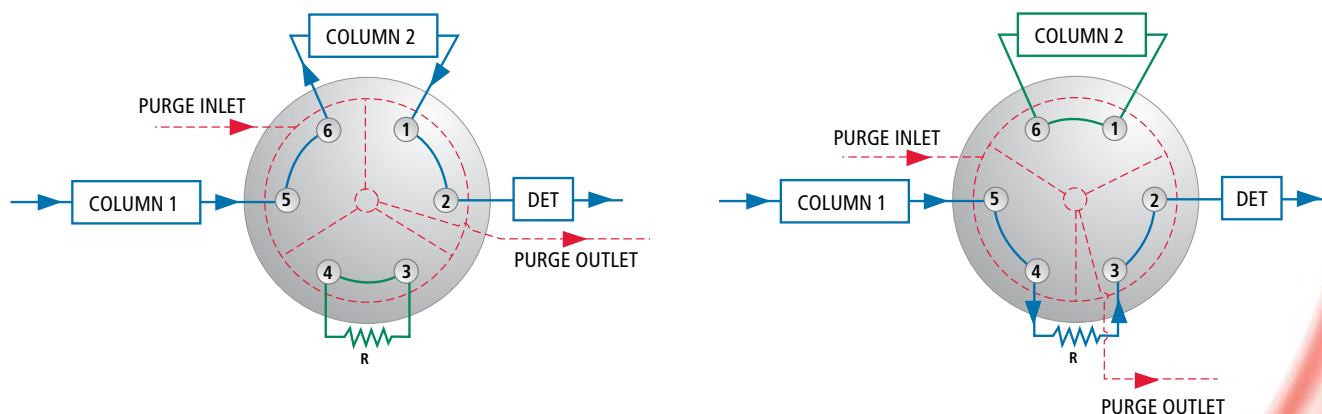 COLUMN 2
PURGE INLET
6
1
COLUMN 1
5
2
DET
PURGE OUTLET
4
3
R
COLUMN 2
PURGE INLET
6
1
COLUMN 1
5
2
DET
4
3
R
PURGE OUTLET